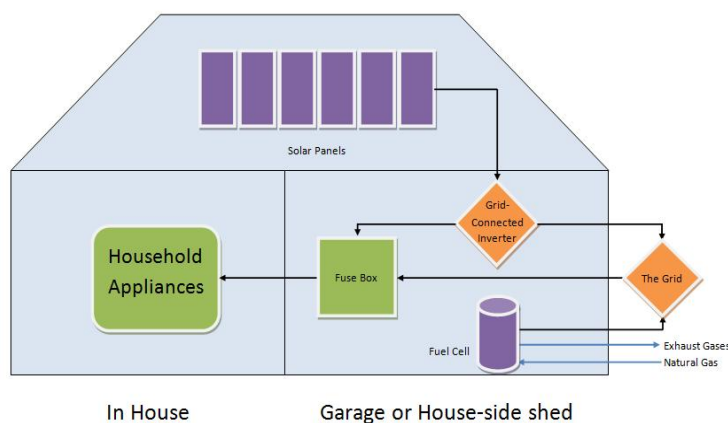 Solar Panels
Grid-
Connected
Inverter
Household
Appliances
Fuse Box
The Grid
Fuel Cell
Exhaust Gases
Natural Gas
In House
Garage or House-side shed